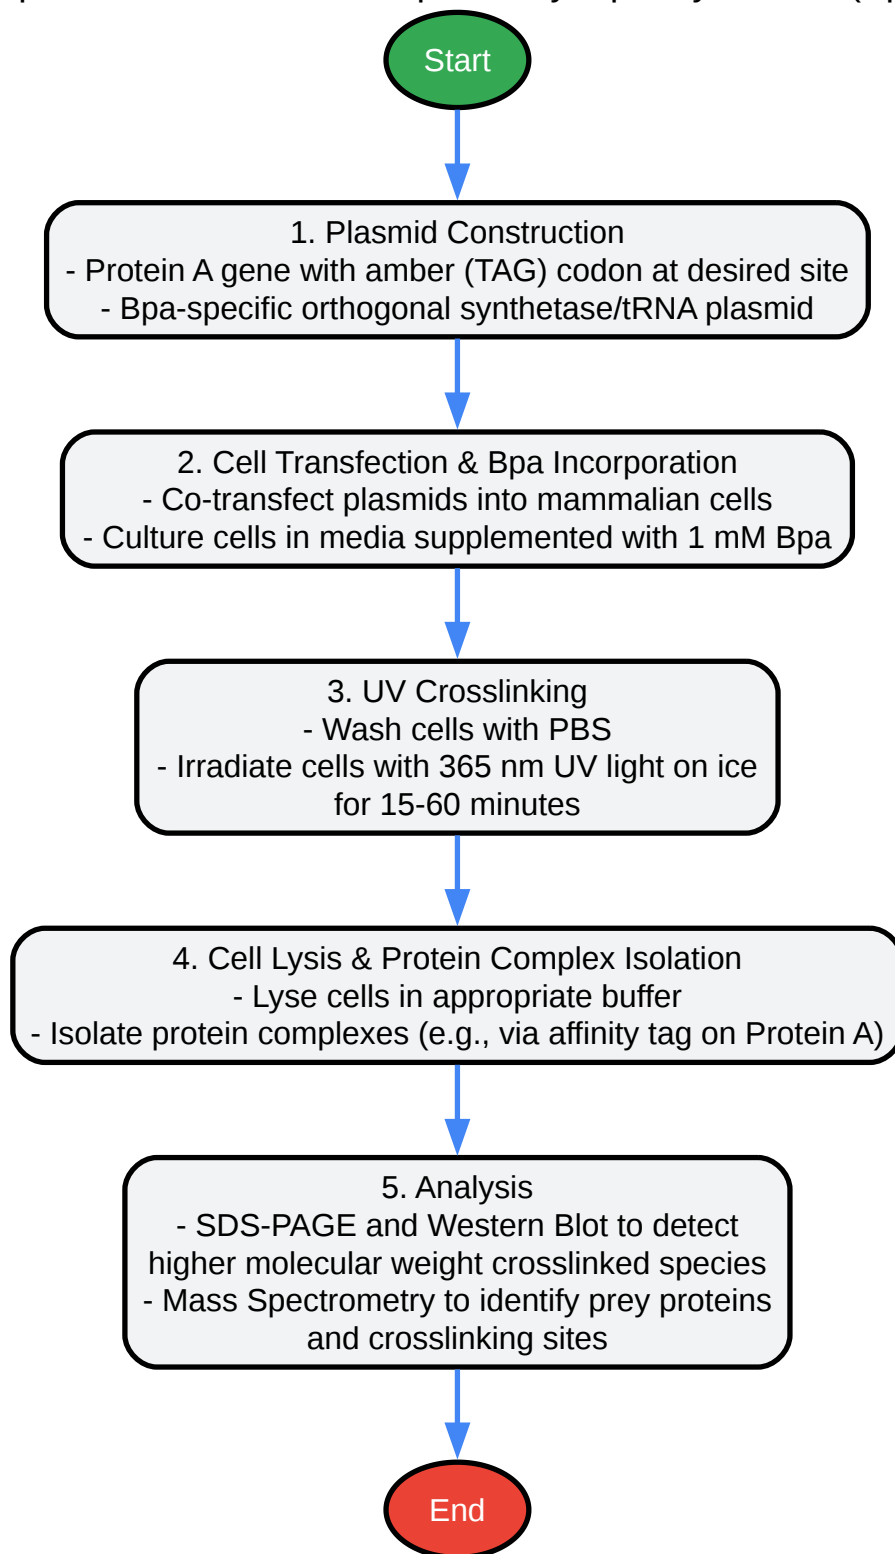 Start
1. Plasmid Construction
- Protein A gene with amber (TAG) codon at desired site
- Bpa-specific orthogonal synthetase/tRNA plasmid
2. Cell Transfection & Bpa Incorporation
- Co-transfect plasmids into mammalian cells
- Culture cells in media supplemented with 1 mM Bpa
3. UV Crosslinking
- Wash cells with PBS
- Irradiate cells with 365 nm UV light on ice
for 15-60 minutes
4. Cell Lysis & Protein Complex Isolation
- Lyse cells in appropriate buffer
- Isolate protein complexes (e.g., via affinity tag on Protein A)
5. Analysis
- SDS-PAGE and Western Blot to detect
higher molecular weight crosslinked species
- Mass Spectrometry to identify prey proteins
and crosslinking sites
End